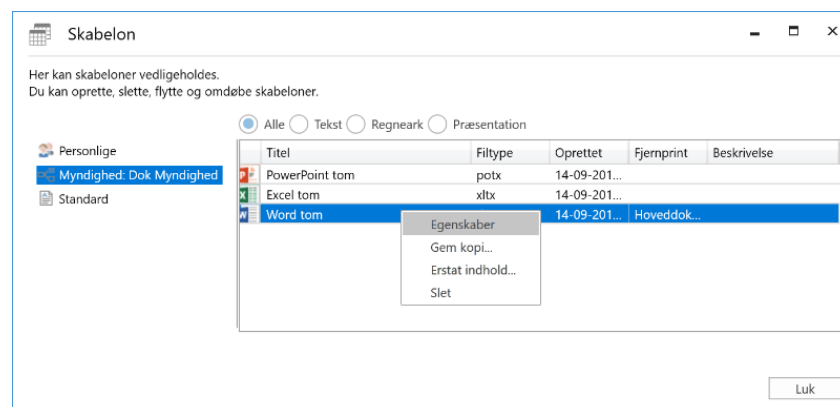 Skabelon
Her kan skabeloner vedligeholdes.
Du kan oprette, slette, flytte og omdøbe skabeloner.
Alle Tekst Regneark Præsentation
Personlige
Myndighed: Dok Myndighed
Standard
Titel Filtype Oprettet Fjernprint Beskrivelse
PowerPoint tom potx 14-09-201...
Excel tom xltx 14-09-201...
Word tom 14-09-201... Hoveddok...
Egenskaber
Gem kopi...
Erstat indhold...
Slet
Luk